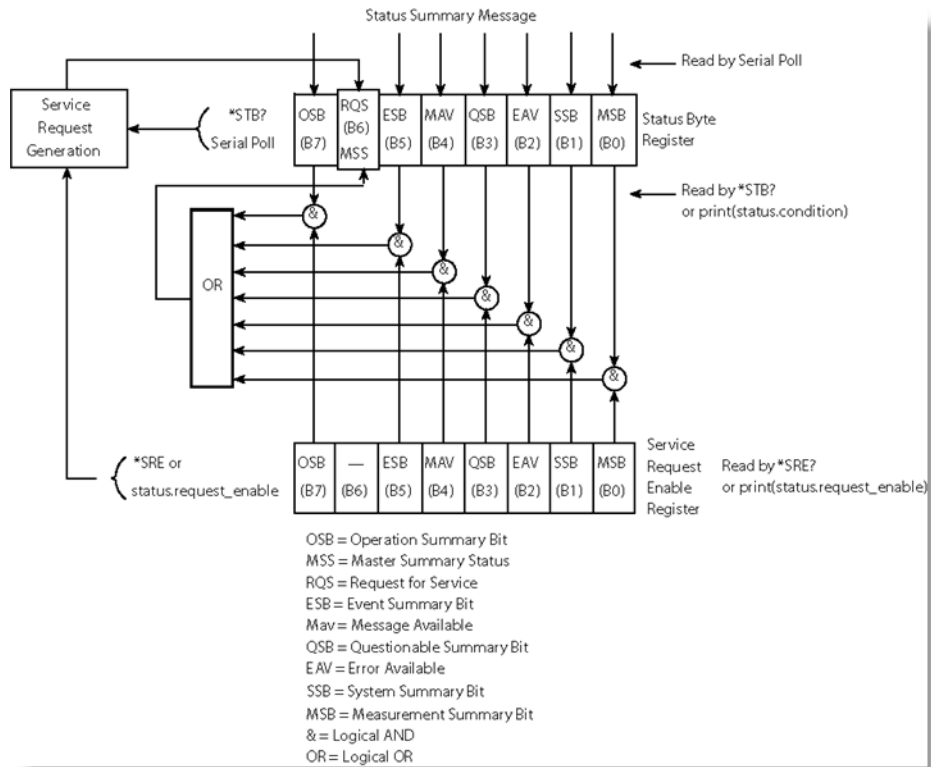 Status Summary Message
Read by Serial Poll
Service
Request
Generation
*STB?
Serial Poll
OSB
(B7)
RQS
(B6)
MSS
ESB
(B5)
MAV
(B4)
QSB
(B3)
EAV
(B2)
SSB
(B1)
MSB
(B0)
Status Byte
Register
Read by *STB?
or print(status.condition)
&
&
&
&
&
&
&
OR
*SRE or
status.request_enable
OSB
(B7)
—
(B6)
ESB
(B5)
MAV
(B4)
QSB
(B3)
EAV
(B2)
SSB
(B1)
MSB
(B0)
Service
Request
Enable
Register
Read by *SRE?
or print(status.request_enable)
OSB = Operation Summary Bit
MSS = Master Summary Status
RQS = Request for Service
ESB = Event Summary Bit
Mav = Message Available
QSB = Questionable Summary Bit
EAV = Error Available
SSB = System Summary Bit
MSB = Measurement Summary Bit
& = Logical AND
OR = Logical OR